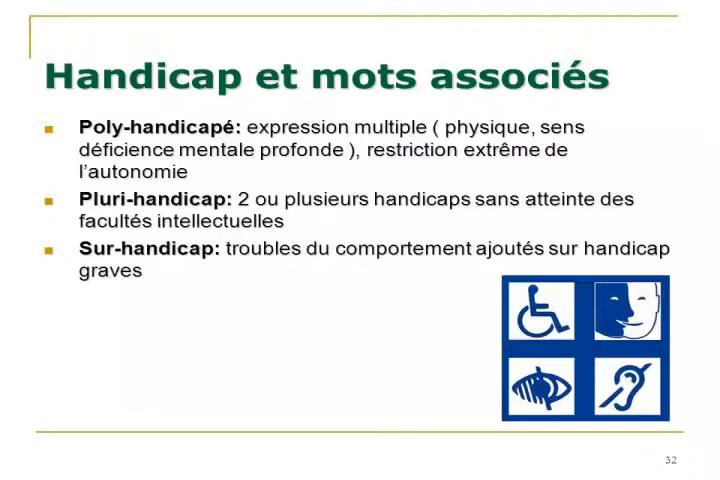 Handicap et mots associés
Poly-handicapé: expression multiple ( physique, sens
déficience mentale profonde ), restriction extrême de
l’autonomie
Pluri-handicap: 2 ou plusieurs handicaps sans atteinte des
facultés intellectuelles
Sur-handicap: troubles du comportement ajoutés sur handicap
graves
32